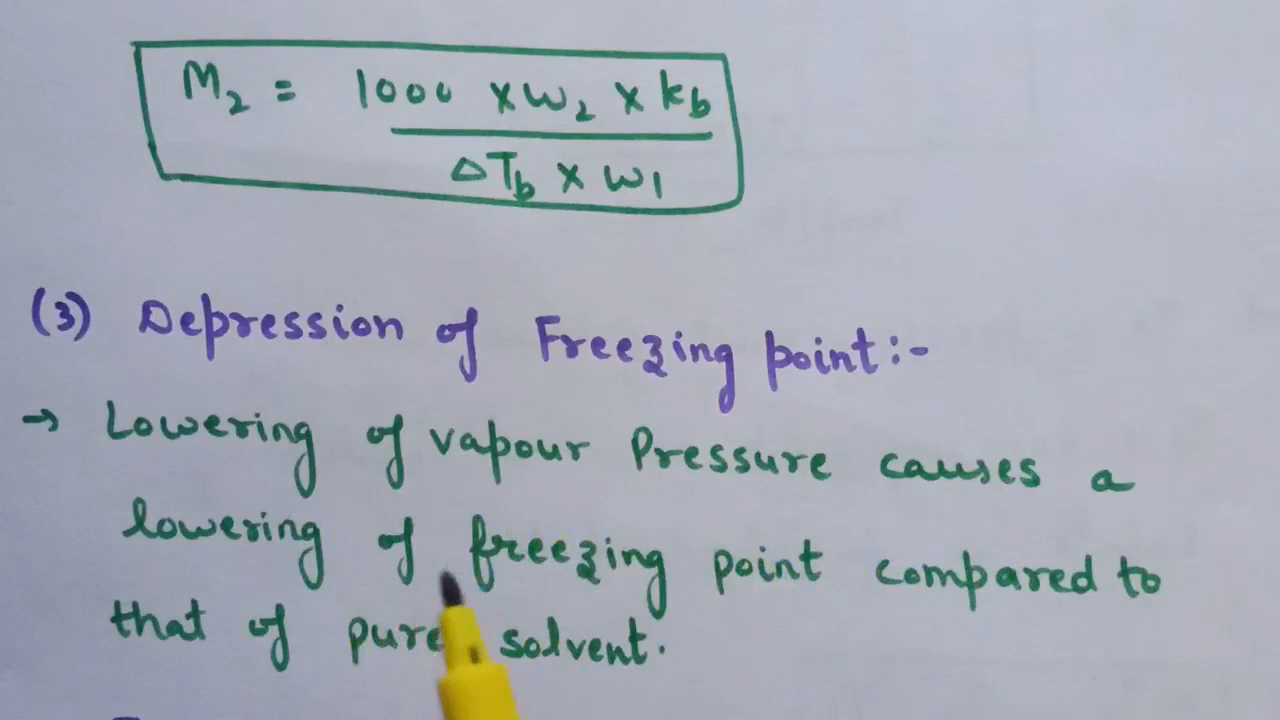 M₂ = 1000 × w₂ × kb
ΔTb × w₁
(3) Depression of Freezing point:-
→ Lowering of vapour Pressure causes a
lowering of freezing point compared to
that of pure solvent.